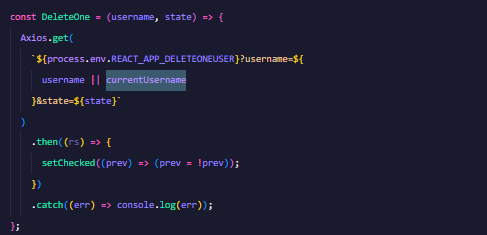 const DeleteOne = (username, state) => {
Axios.get(
`${process.env.REACT_APP_DELETEONEUSER}?username=${
username || currentUsername
}&state=${state}`
)
.then((rs) => {
setChecked((prev) => (prev = !prev));
})
.catch((err) => console.log(err));
};